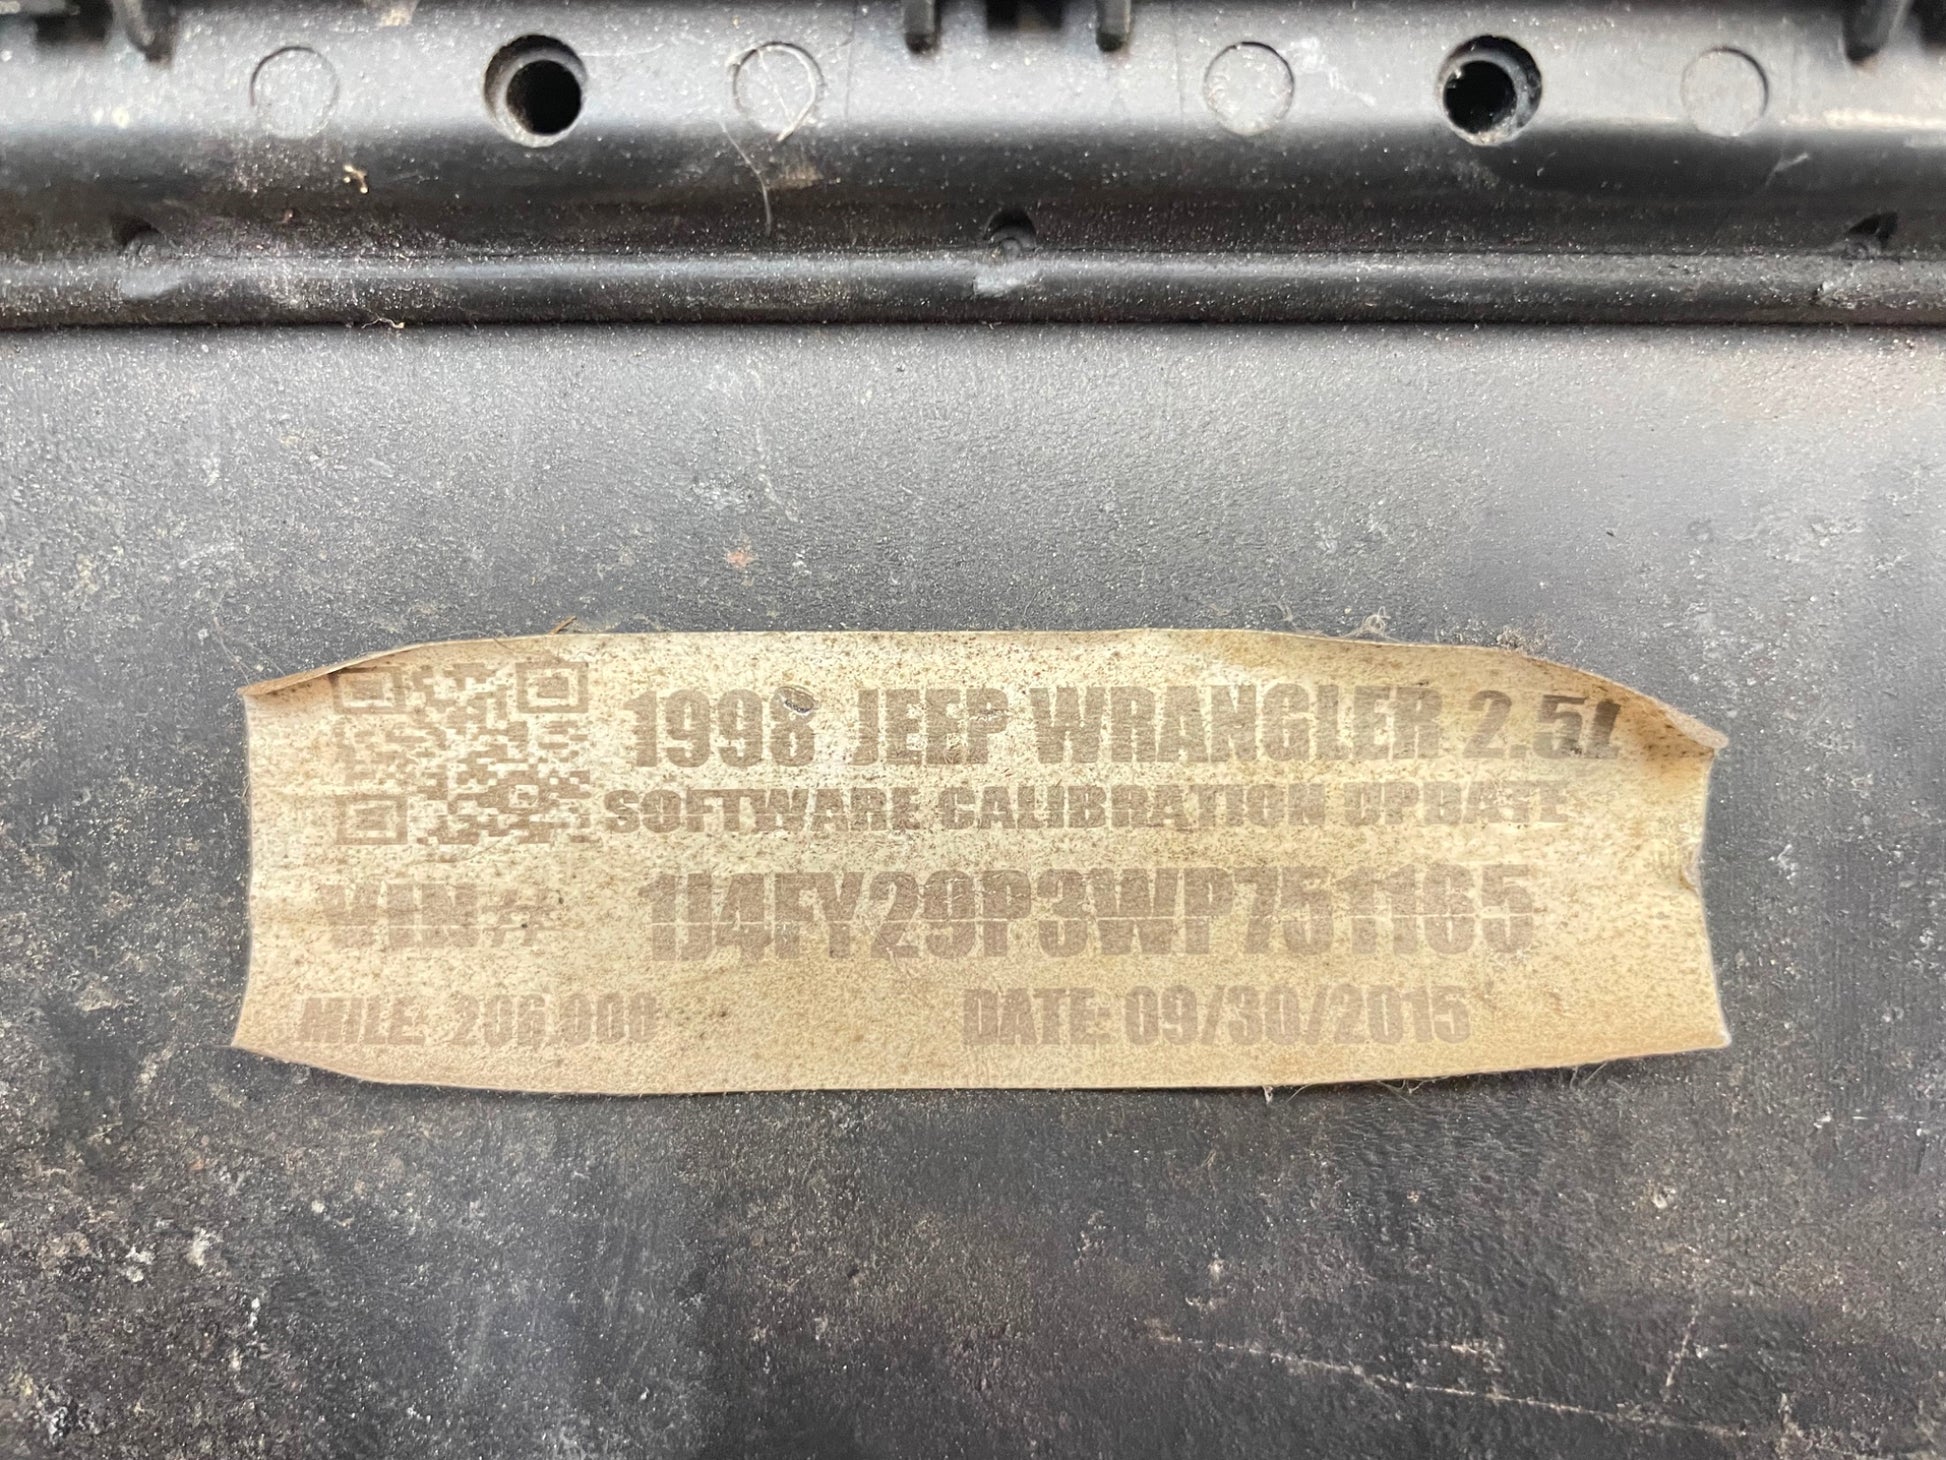 1998 JEEP WRANGLER 2.5L
SOFTWARE CALIBRATION UPDATE
VIN# 1J4FY29P3WP751165
MILE: 206,000 DATE: 09/30/2015